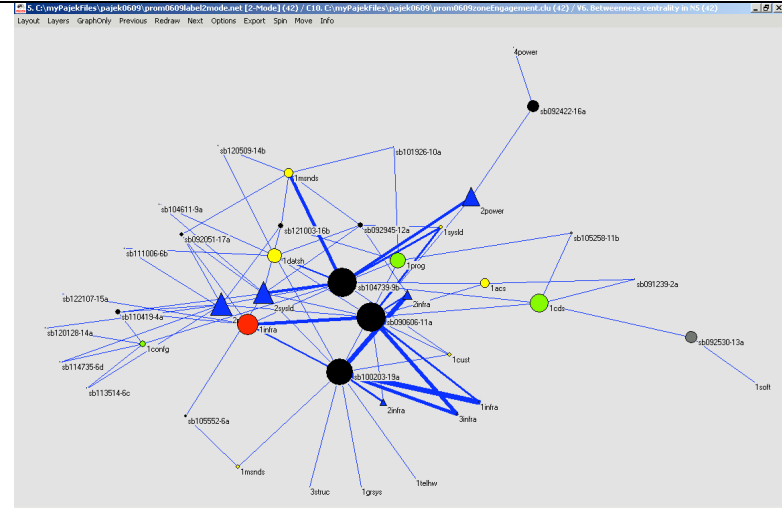 5. C:\myPajekFiles\pajek0609\prom0609label2mode.net [2-Mode] (42) / C10. C:\myPajekFiles\pajek0609\prom0609zoneEngagement.clu (42) / V6. Betweenness centrality in N5 (42)
Layout Layers GraphOnly Previous Redraw Next Options Export Spin Move Info
4power
sb092422-16a
sb120509-14b
sb101926-10a
1msnds
sb104611-9a
2power
sb121003-16b
sb092945-12a
1sysld
sb092051-17a
sb105258-11b
sb111006-6b
1datsh
1prog
sb104739-9b
1acs
sb091239-2a
sb122107-15a
2sysld
2infra
1cds
sb110419-4a
sb090606-11a
sb120128-14a
1infra
sb092530-13a
1config
1cust
sb114735-6d
sb100203-19a
1soft
sb113514-6c
1infra
2infra
3infra
sb105552-6a
1msnds
1telhw
3struc
1grsys